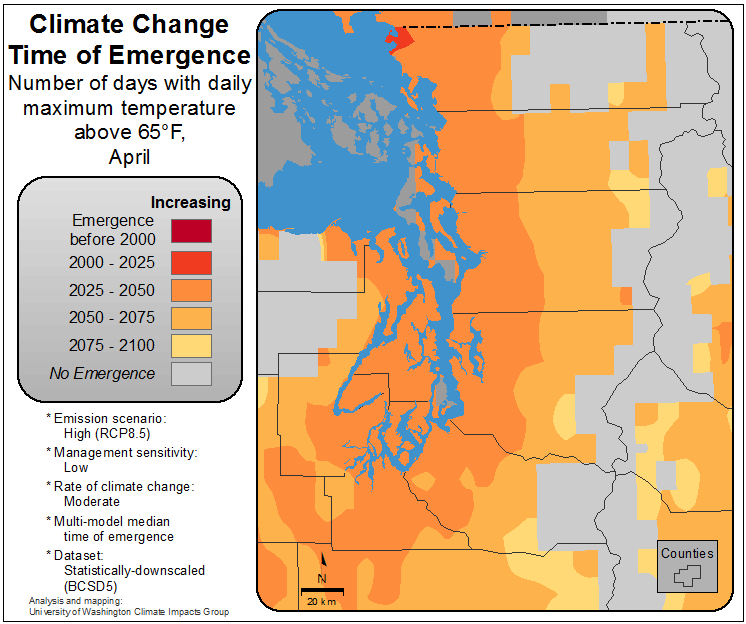 Climate Change
Time of Emergence
Number of days with daily
maximum temperature
above 65°F,
April
Increasing
Emergence
before 2000
2000 - 2025
2025 - 2050
2050 - 2075
2075 - 2100
No Emergence
* Emission scenario:
High (RCP8.5)
* Management sensitivity:
Low
* Rate of climate change:
Moderate
* Multi-model median
time of emergence
* Dataset:
Statistically-downscaled
(BCSD5)
Analysis and mapping:
University of Washington Climate Impacts Group
N
20 km
Counties